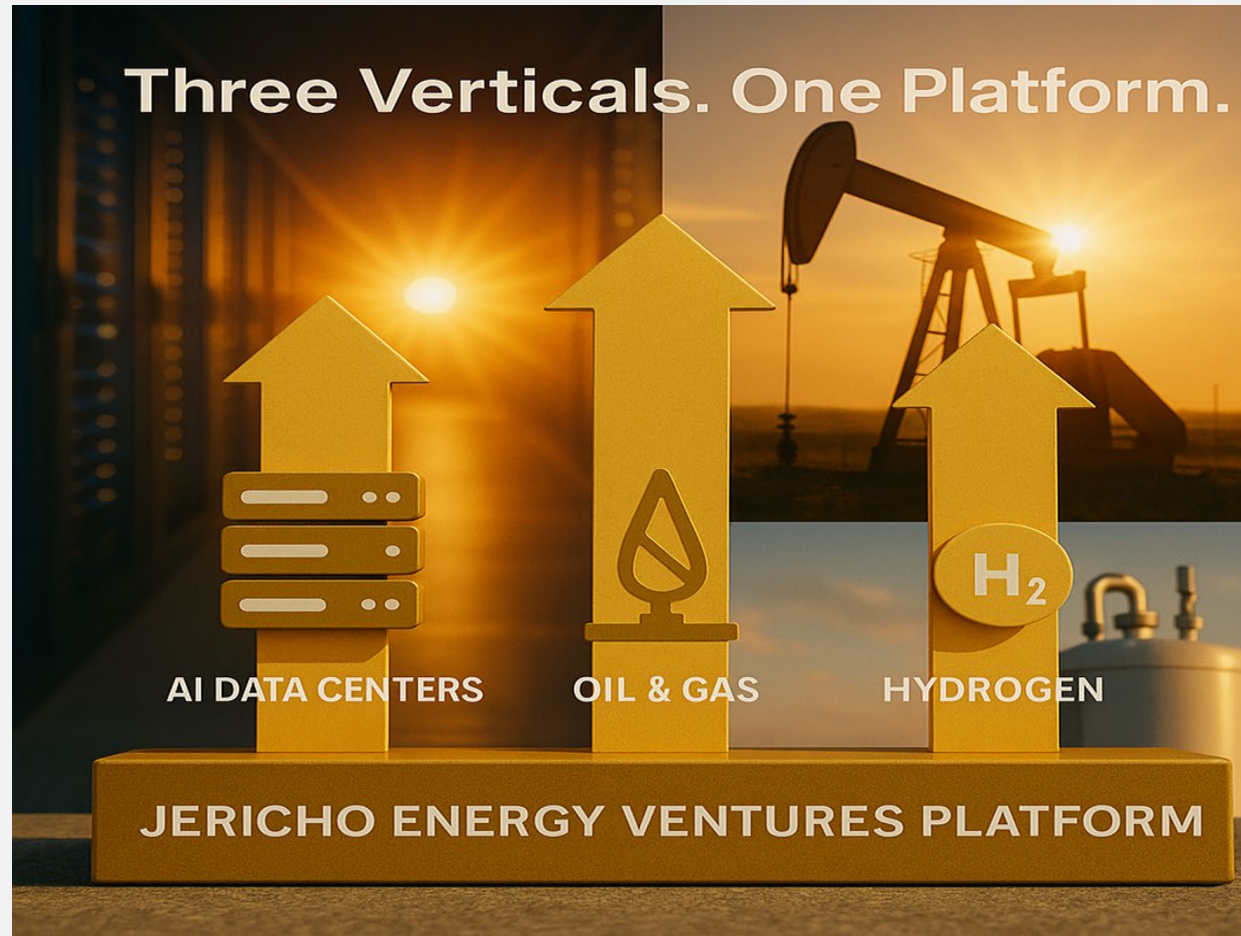 Three Verticals. One Platform.
H₂
AI DATA CENTERS
OIL & GAS
HYDROGEN
JERICHO ENERGY VENTURES PLATFORM